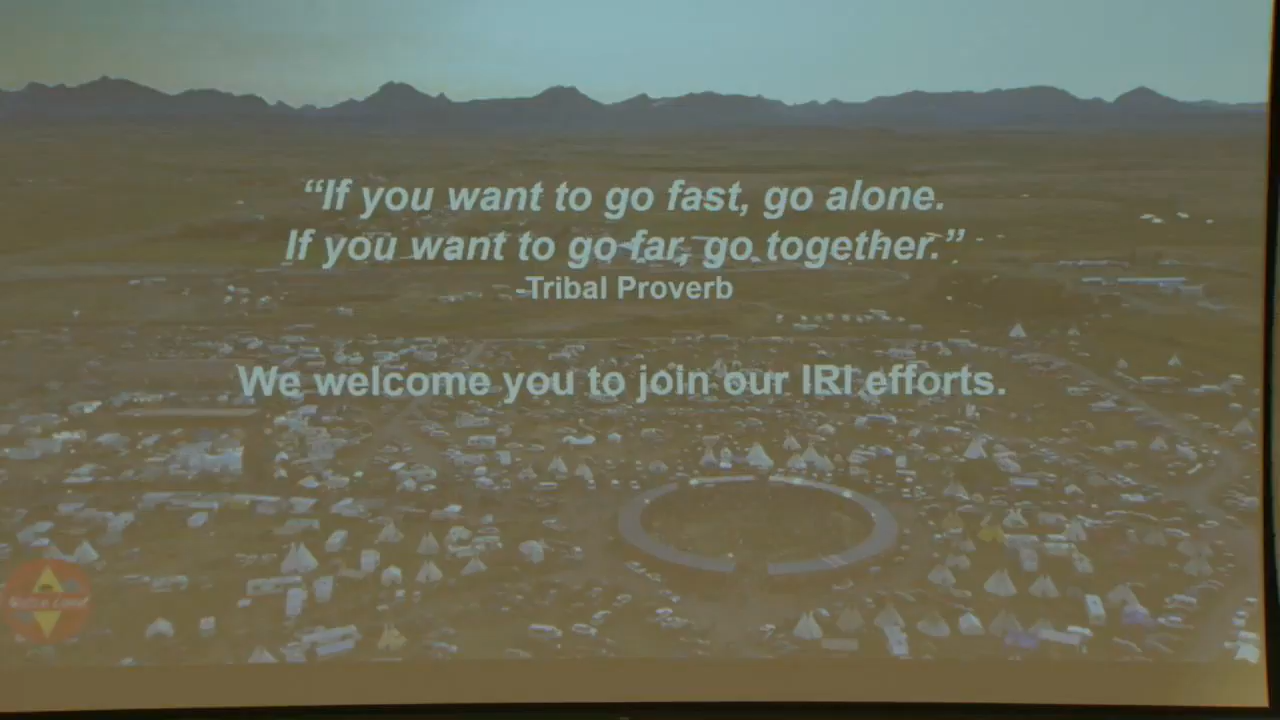 “If you want to go fast, go alone.
If you want to go far, go together.”
-Tribal Proverb
We welcome you to join our IRI efforts.